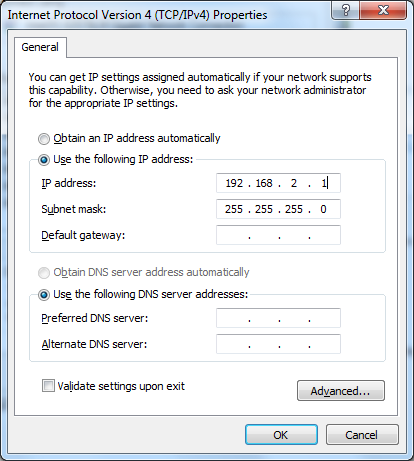 Internet Protocol Version 4 (TCP/IPv4) Properties
General
You can get IP settings assigned automatically if your network supports
this capability. Otherwise, you need to ask your network administrator
for the appropriate IP settings.
Obtain an IP address automatically
Use the following IP address:
IP address: 192 . 168 . 2 . 1
Subnet mask: 255 . 255 . 255 . 0
Default gateway: . . .
Obtain DNS server address automatically
Use the following DNS server addresses:
Preferred DNS server: . . .
Alternate DNS server: . . .
Validate settings upon exit
Advanced...
OK Cancel